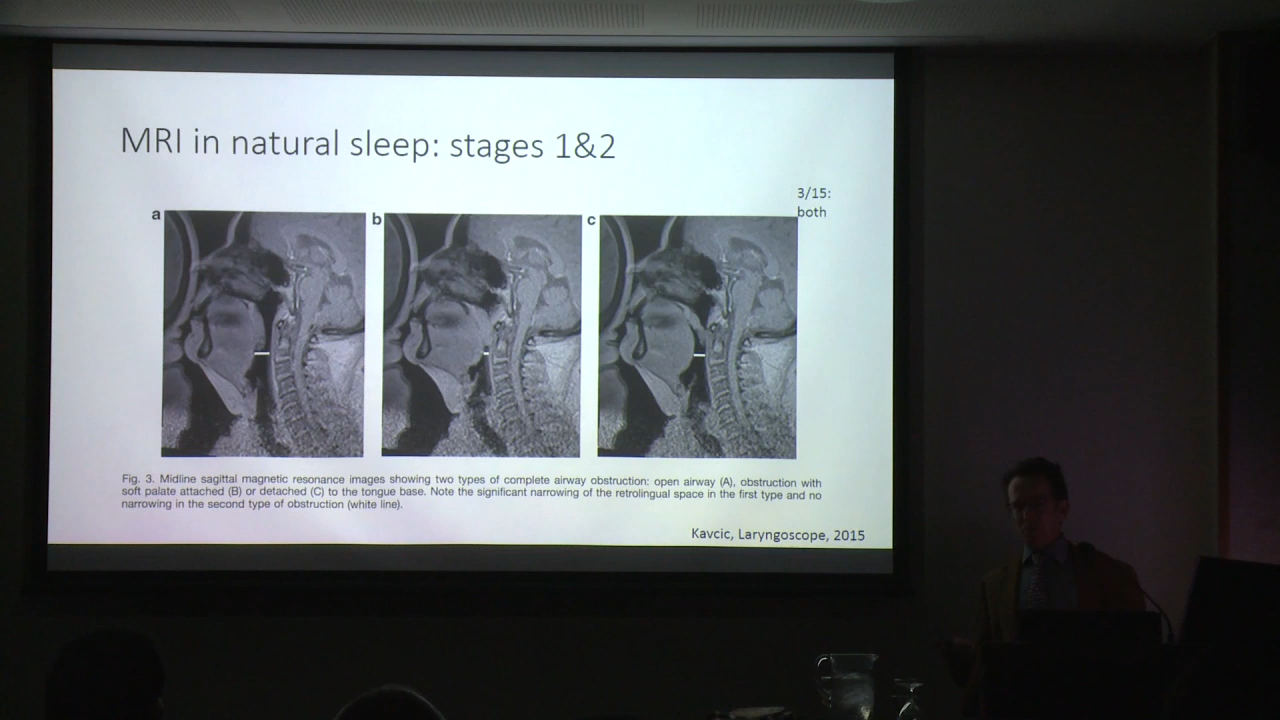 MRI in natural sleep: stages 1&2
3/15:
both
a
b
c
Fig. 3. Midline sagittal magnetic resonance images showing two types of complete airway obstruction: open airway (A), obstruction with
soft palate attached (B) or detached (C) to the tongue base. Note the significant narrowing of the retrolingual space in the first type and no
narrowing in the second type of obstruction (white line).
Kavcic, Laryngoscope, 2015